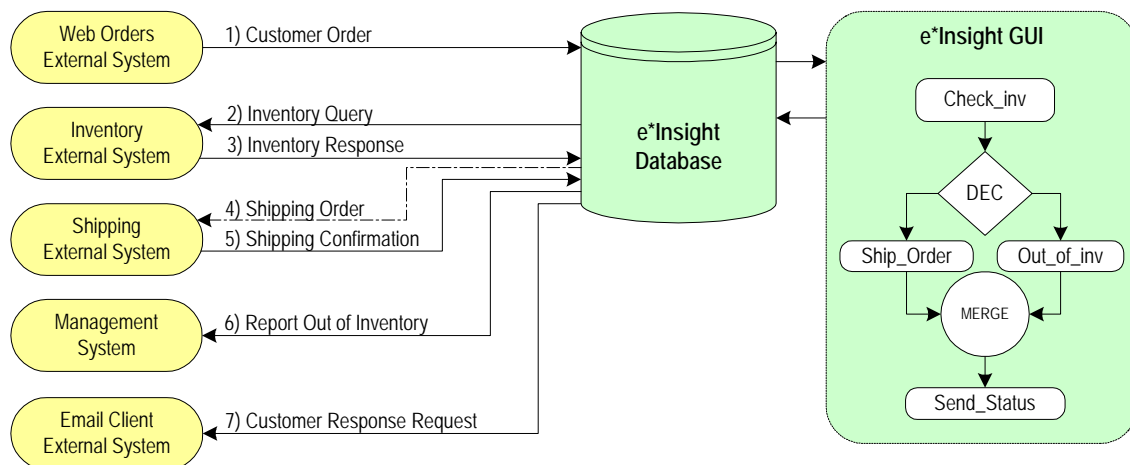 Web Orders
External System
1) Customer Order
Inventory
External System
2) Inventory Query
3) Inventory Response
Shipping
External System
4) Shipping Order
5) Shipping Confirmation
Management
System
6) Report Out of Inventory
Email Client
External System
7) Customer Response Request
e*Insight
Database
e*Insight GUI
Check_inv
DEC
Ship_Order
Out_of_inv
MERGE
Send_Status